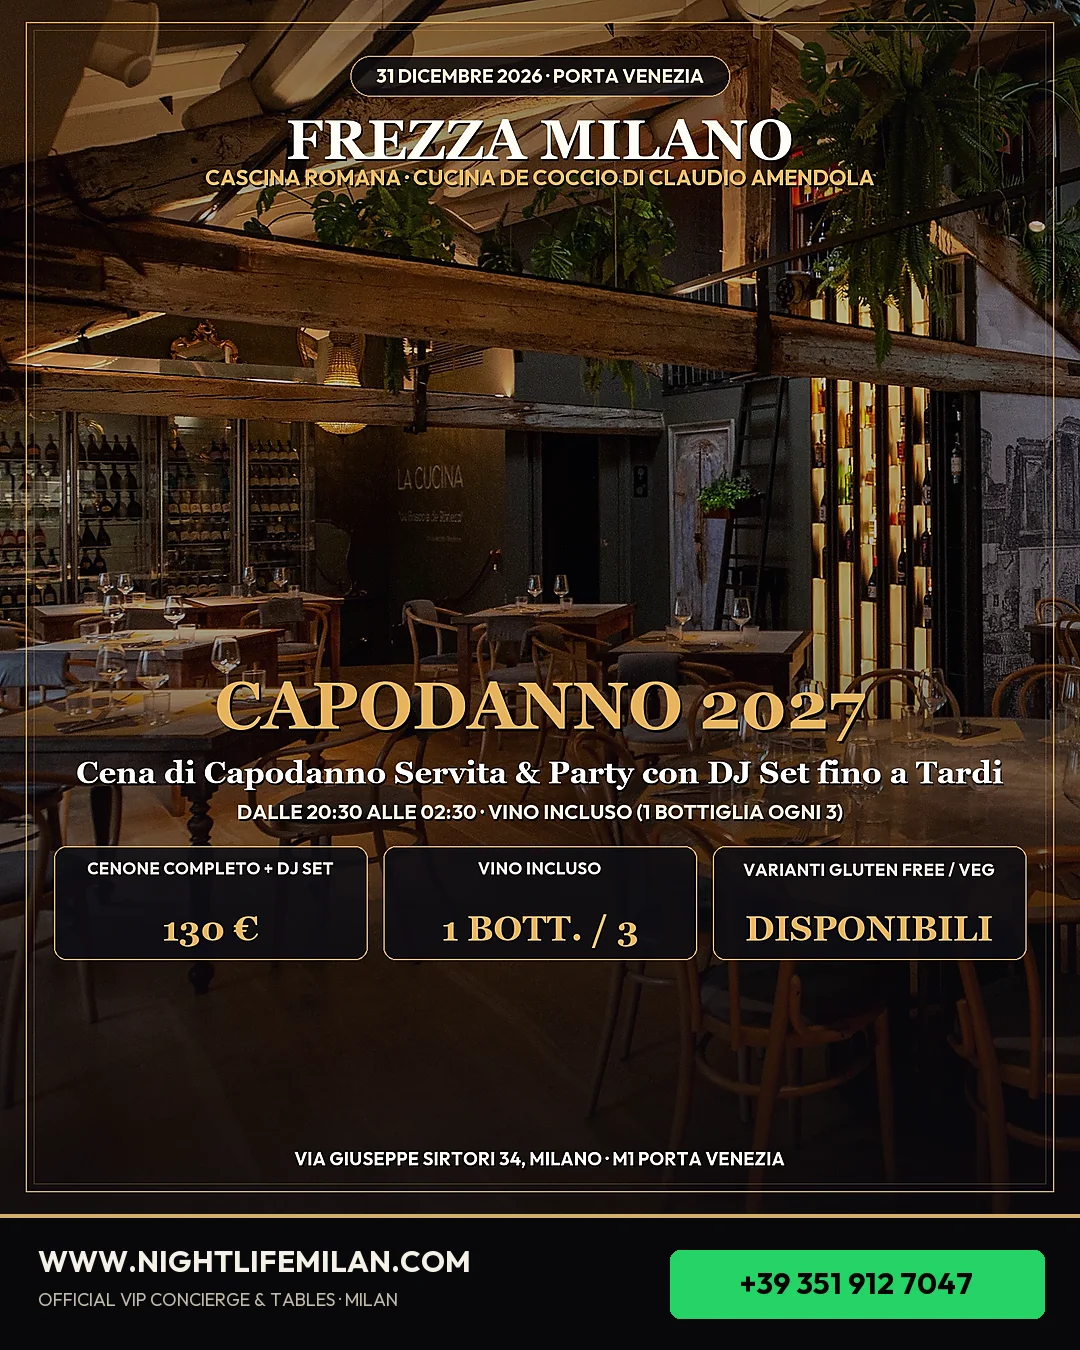 31 DICEMBRE 2026 · PORTA VENEZIA
FREZZA MILANO
CASCINA ROMANA · CUCINA DE COCCIO DI CLAUDIO AMENDOLA
LA CUCINA
CAPODANNO 2027
Cena di Capodanno Servita & Party con DJ Set fino a Tardi
DALLE 20:30 ALLE 02:30 · VINO INCLUSO (1 BOTTIGLIA OGNI 3)
CENONE COMPLETO + DJ SET
130 €
VINO INCLUSO
1 BOTT. / 3
VARIANTI GLUTEN FREE / VEG
DISPONIBILI
VIA GIUSEPPE SIRTORI 34, MILANO · M1 PORTA VENEZIA
WWW.NIGHTLIFEMILAN.COM
OFFICIAL VIP CONCIERGE & TABLES · MILAN
+39 351 912 7047